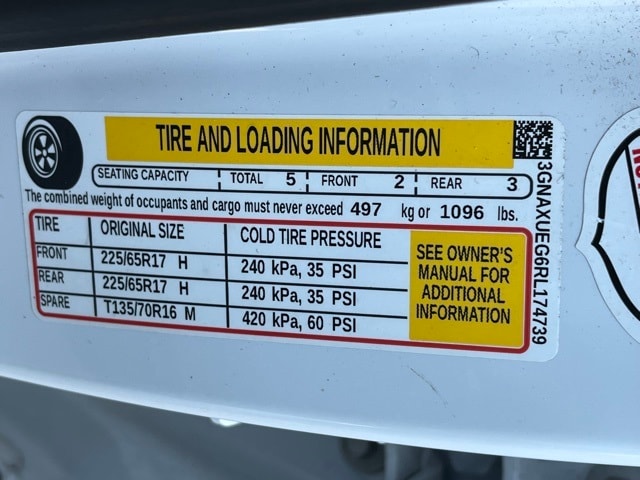 TIRE AND LOADING INFORMATION
SEATING CAPACITY TOTAL 5 FRONT 2 REAR 3
The combined weight of occupants and cargo must never exceed 497 kg or 1096 lbs.
TIRE ORIGINAL SIZE COLD TIRE PRESSURE
FRONT 225/65R17 H 240 kPa, 35 PSI
REAR 225/65R17 H 240 kPa, 35 PSI
SPARE T135/70R16 M 420 kPa, 60 PSI
SEE OWNER'S
MANUAL FOR
ADDITIONAL
INFORMATION
3GNAXUEG6RL174739